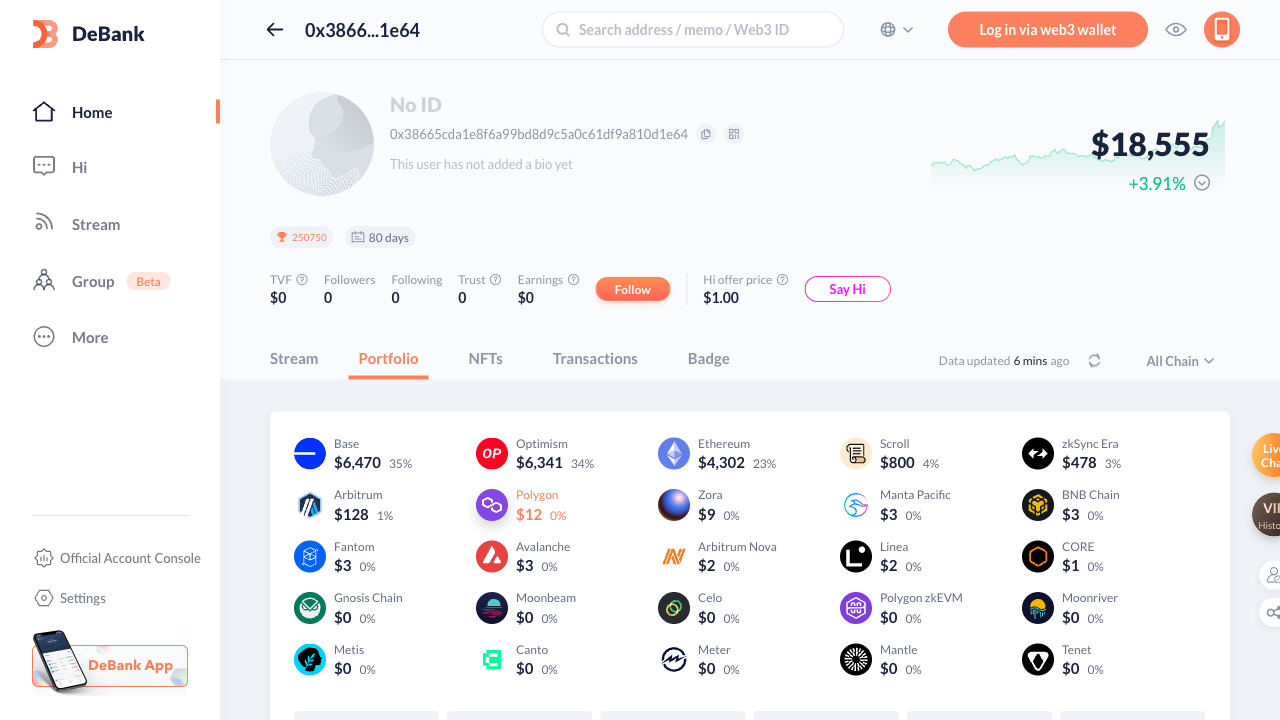 DeBank
0x3866...1e64
Search address / memo / Web3 ID
Log in via web3 wallet
Home
Hi
Stream
Group Beta
More
Official Account Console
Settings
DeBank App
No ID
0x38665cda1e8f6a99bd8d9c5a0c61df9a810d1e64
This user has not added a bio yet
$18,555
+3.91%
250750
80 days
TVF Followers Following Trust Earnings
$0 0 0 0 $0
Follow
Hi offer price
$1.00
Say Hi
Stream Portfolio NFTs Transactions Badge
Data updated 6 mins ago
All Chain
Base Optimism Ethereum Scroll zkSync Era
$6,470 35% $6,341 34% $4,302 23% $800 4% $478 3%
OP
Arbitrum Polygon Zora Manta Pacific BNB Chain
$128 1% $12 0% $9 0% $3 0% $3 0%
Fantom Avalanche Arbitrum Nova Linea CORE
$3 0% $3 0% $2 0% $2 0% $1 0%
Gnosis Chain Moonbeam Celo Polygon zkEVM Moonriver
$0 0% $0 0% $0 0% $0 0% $0 0%
Metis Canto Meter Mantle Tenet
$0 0% $0 0% $0 0% $0 0% $0 0%